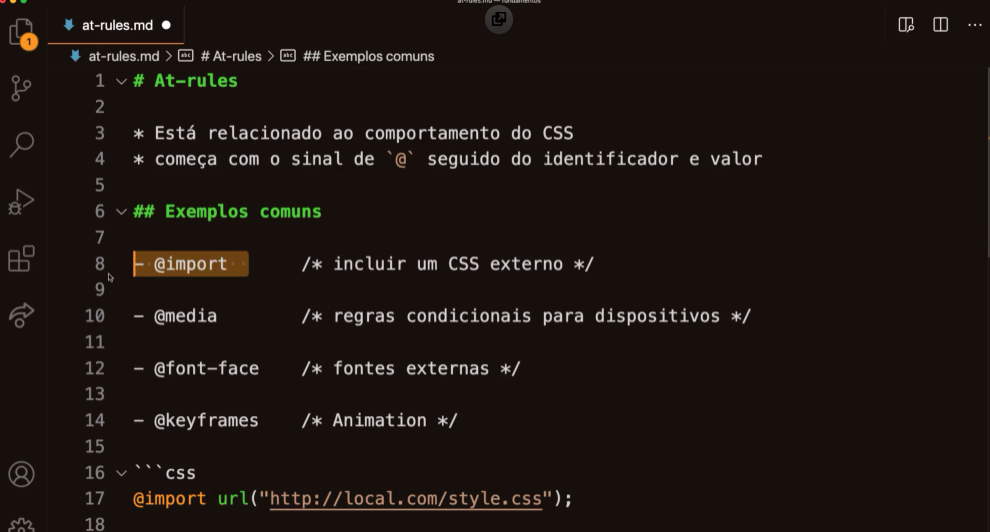 at-rules.md — fundamentos
at-rules.md
1
at-rules.md > # At-rules > ## Exemplos comuns
1 # At-rules
2
3 * Está relacionado ao comportamento do CSS
4 * começa com o sinal de `@` seguido do identificador e valor
5
6 ## Exemplos comuns
7
8 - @import /* incluir um CSS externo */
9
10 - @media /* regras condicionais para dispositivos */
11
12 - @font-face /* fontes externas */
13
14 - @keyframes /* Animation */
15
16 ```css
17 @import url("http://local.com/style.css");
18